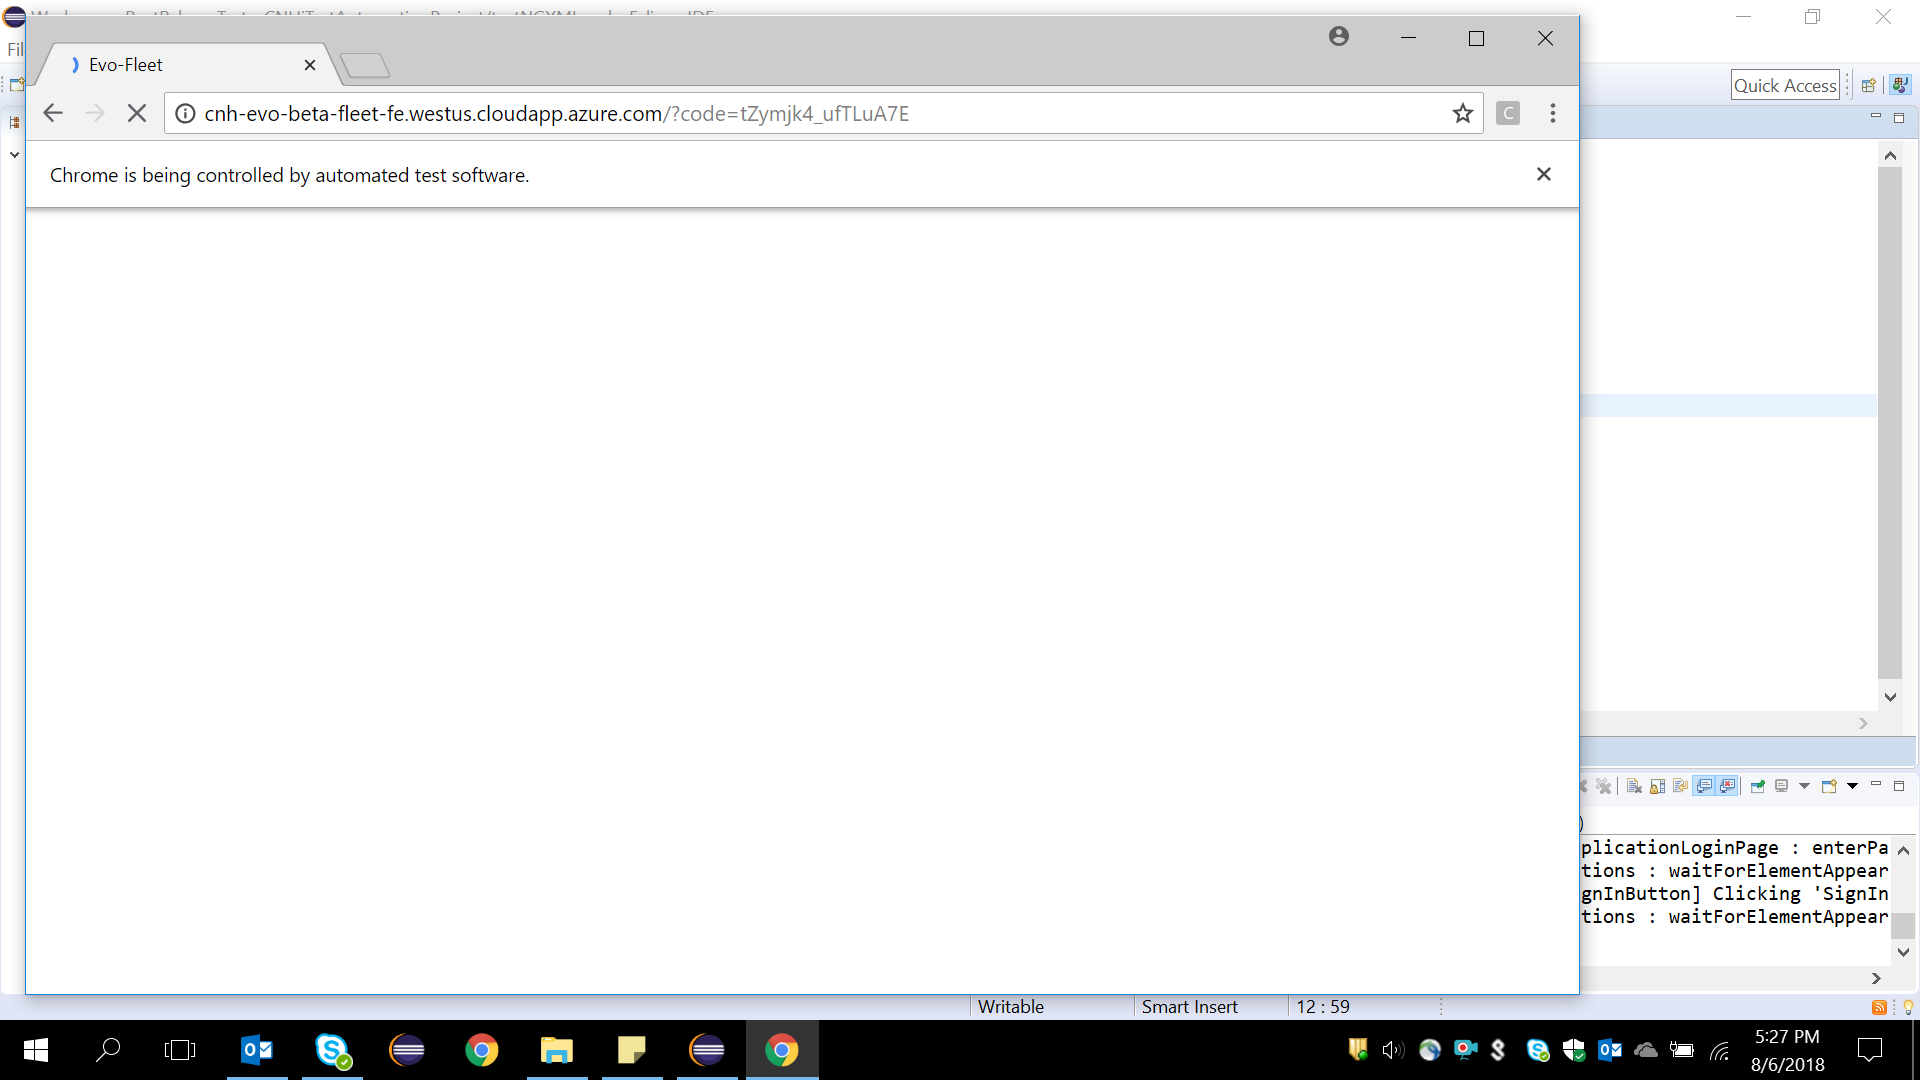 Evo-Fleet
cnh-evo-beta-fleet-fe.westus.cloudapp.azure.com/?code=tZymjk4_ufTLuA7E
C
Chrome is being controlled by automated test software.
Fil
Quick Access
)
plicationLoginPage : enterPa
tions : waitForElementAppear
gnInButton] Clicking 'SignIn
tions : waitForElementAppear
Writable
Smart Insert
12 : 59
5:27 PM
8/6/2018